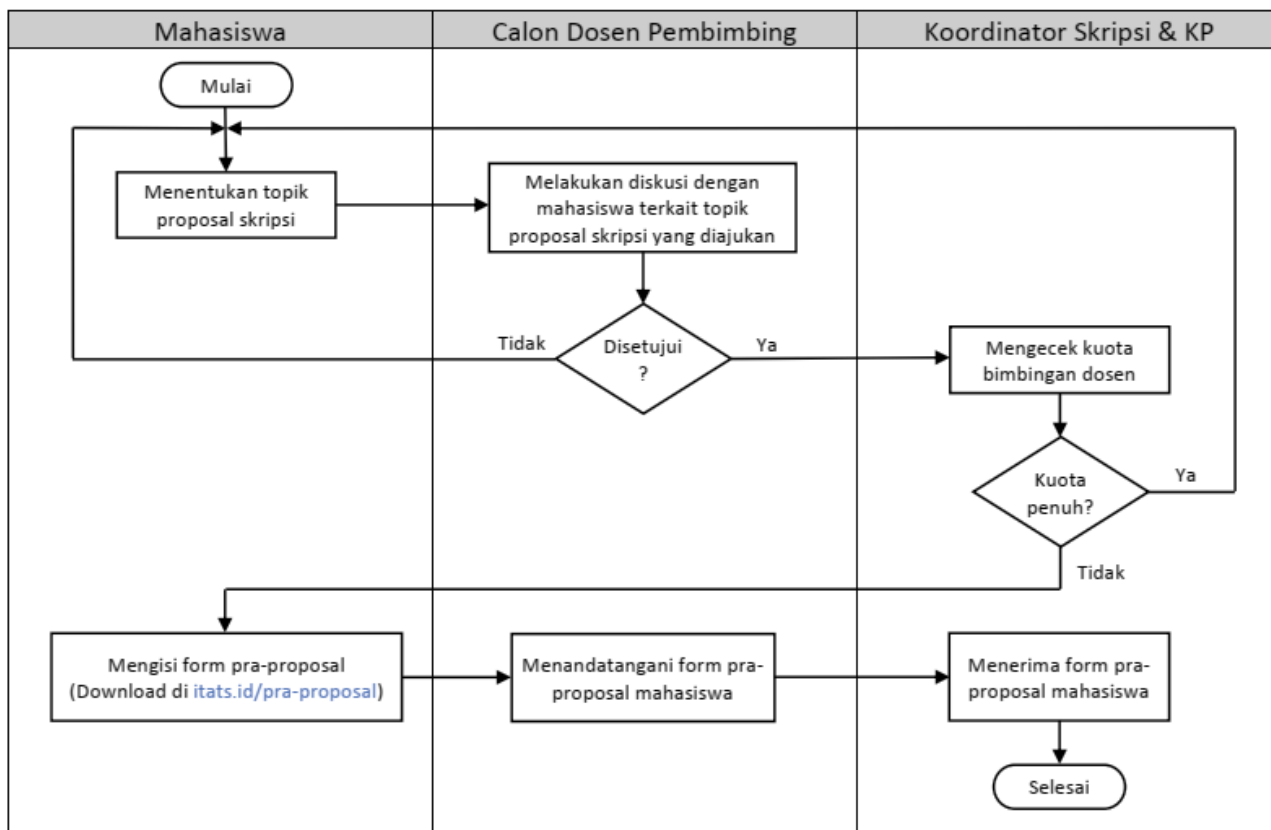 Mahasiswa
Calon Dosen Pembimbing
Koordinator Skripsi & KP
Mulai
Menentukan topik
proposal skripsi
Melakukan diskusi dengan
mahasiswa terkait topik
proposal skripsi yang diajukan
Tidak
Disetujui
?
Ya
Mengecek kuota
bimbingan dosen
Kuota
penuh?
Ya
Tidak
Mengisi form pra-proposal
(Download di itats.id/pra-proposal)
Menandatangani form pra-
proposal mahasiswa
Menerima form pra-
proposal mahasiswa
Selesai